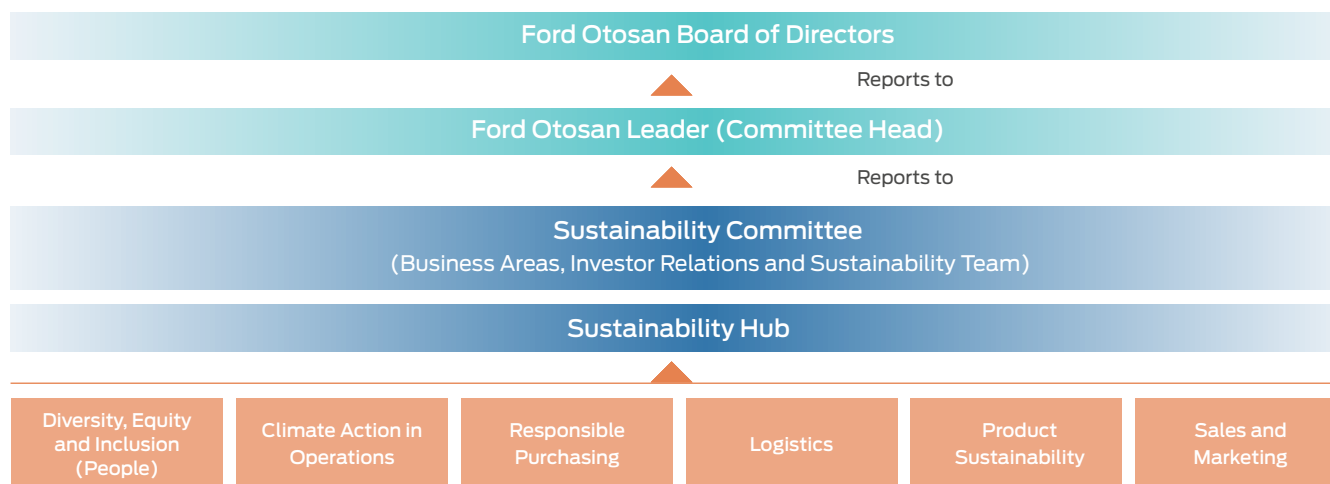 Ford Otosan Board of Directors
Reports to
Ford Otosan Leader (Committee Head)
Reports to
Sustainability Committee
(Business Areas, Investor Relations and Sustainability Team)
Sustainability Hub
Diversity, Equity
and Inclusion
(People)
Climate Action in
Operations
Responsible
Purchasing
Logistics
Product
Sustainability
Sales and
Marketing